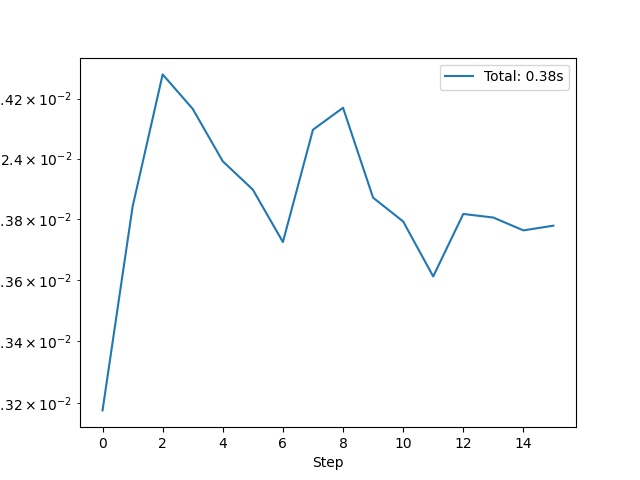 Total: 0.38s
.42 × 10⁻²
2.4 × 10⁻²
.38 × 10⁻²
.36 × 10⁻²
.34 × 10⁻²
.32 × 10⁻²
0 2 4 6 8 10 12 14
Step